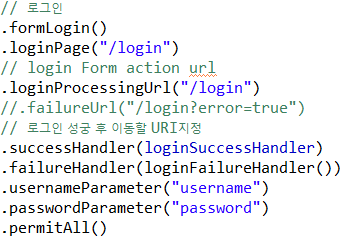 // 로그인
.formLogin()
.loginPage("/login")
// login Form action url
.loginProcessingUrl("/login")
//.failureUrl("/login?error=true")
// 로그인 성궁 후 이동할 URI지정
.successHandler(loginSuccessHandler)
.failureHandler(loginFailureHandler())
.usernameParameter("username")
.passwordParameter("password")
.permitAll()